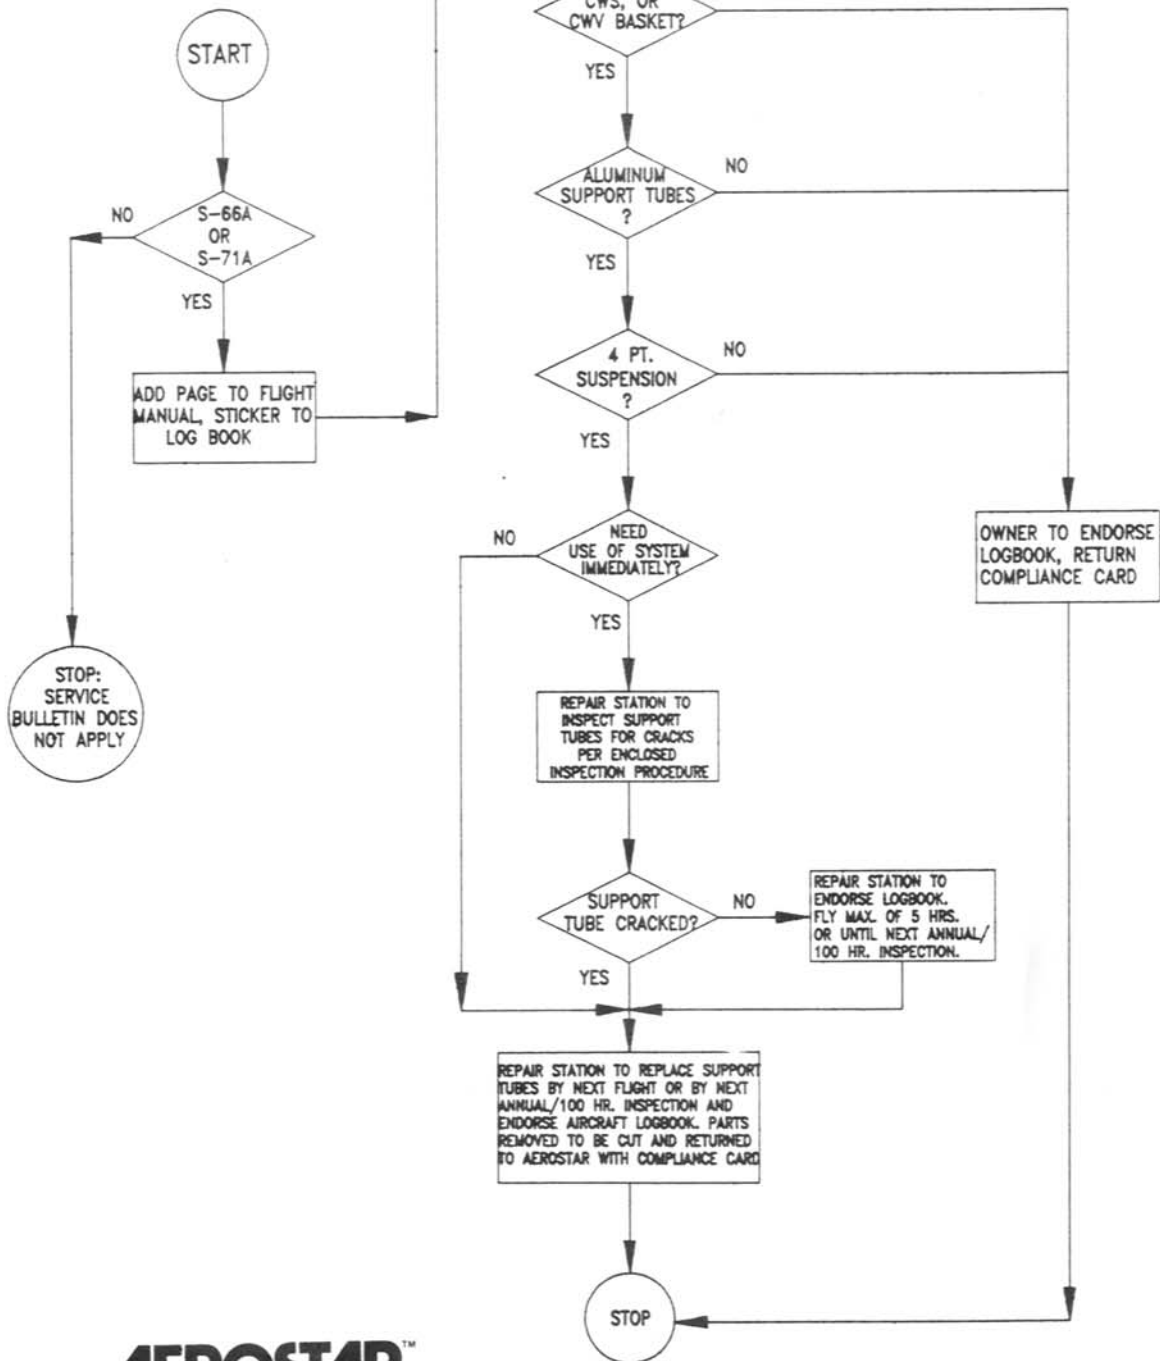 START
NO
S-66A
OR
S-71A
YES
ADD PAGE TO FLIGHT
MANUAL, STICKER TO
LOG BOOK
STOP:
SERVICE
BULLETIN DOES
NOT APPLY
CWS, OR
CWV BASKET?
YES
ALUMINUM
SUPPORT TUBES
?
NO
YES
4 PT.
SUSPENSION
?
NO
YES
NEED
USE OF SYSTEM
IMMEDIATELY?
NO
YES
REPAIR STATION TO
INSPECT SUPPORT
TUBES FOR CRACKS
PER ENCLOSED
INSPECTION PROCEDURE
SUPPORT
TUBE CRACKED?
NO
REPAIR STATION TO
ENDORSE LOGBOOK.
FLY MAX. OF 5 HRS.
OR UNTIL NEXT ANNUAL/
100 HR. INSPECTION.
YES
REPAIR STATION TO REPLACE SUPPORT
TUBES BY NEXT FLIGHT OR BY NEXT
ANNUAL/100 HR. INSPECTION AND
ENDORSE AIRCRAFT LOGBOOK. PARTS
REMOVED TO BE CUT AND RETURNED
TO AEROSTAR WITH COMPLIANCE CARD
OWNER TO ENDORSE
LOGBOOK, RETURN
COMPLIANCE CARD
STOP
AEROSTAR™